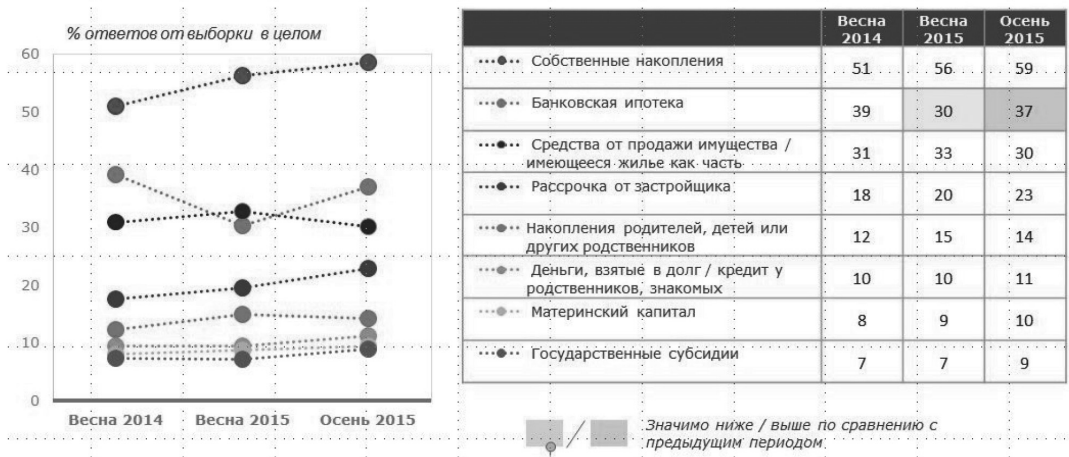 % ответов от выборки в целом
60
50
40
30
20
10
0
Весна 2014
Весна 2015
Осень 2015
Весна 2014
Весна 2015
Осень 2015
Собственные накопления 51 56 59
Банковская ипотека 39 30 37
Средства от продажи имущества /
имеющееся жилье как часть 31 33 30
Рассрочка от застройщика 18 20 23
Накопления родителей, детей или
других родственников 12 15 14
Деньги, взятые в долг / кредит у
родственников, знакомых 10 10 11
Материнский капитал 8 9 10
Государственные субсидии 7 7 9
/
Значимо ниже / выше по сравнению с
предыдущим периодом